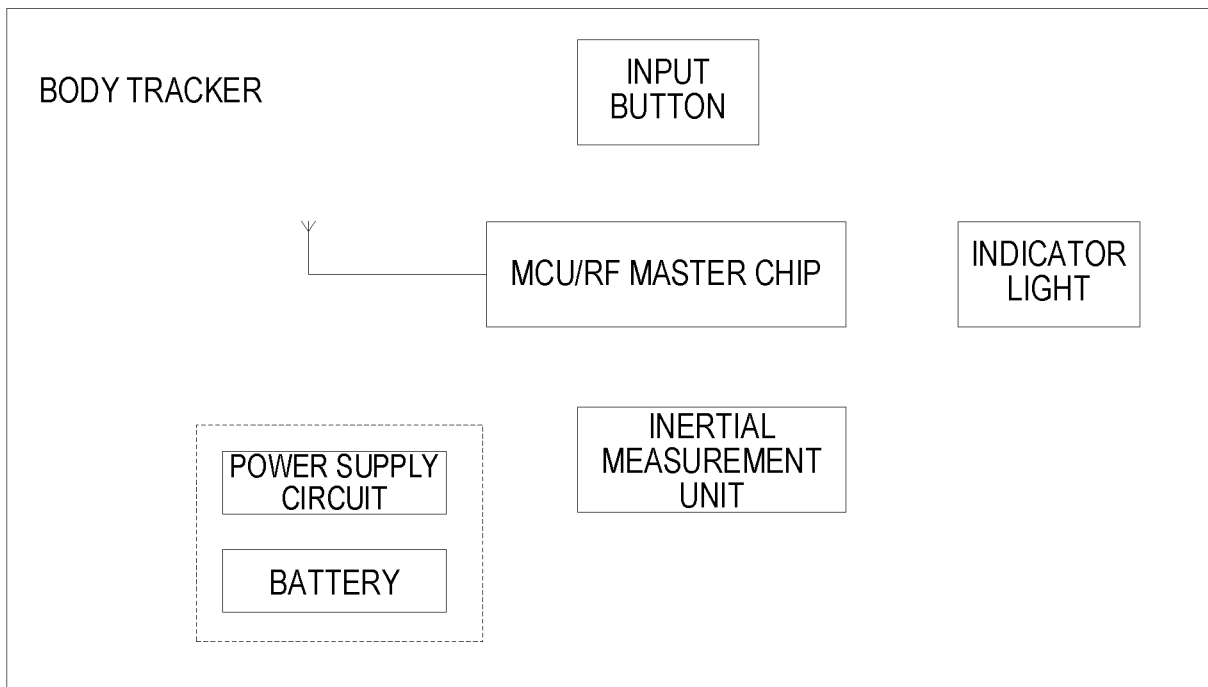 BODY TRACKER
INPUT
BUTTON
MCU/RF MASTER CHIP
INDICATOR
LIGHT
INERTIAL
MEASUREMENT
UNIT
POWER SUPPLY
CIRCUIT
BATTERY